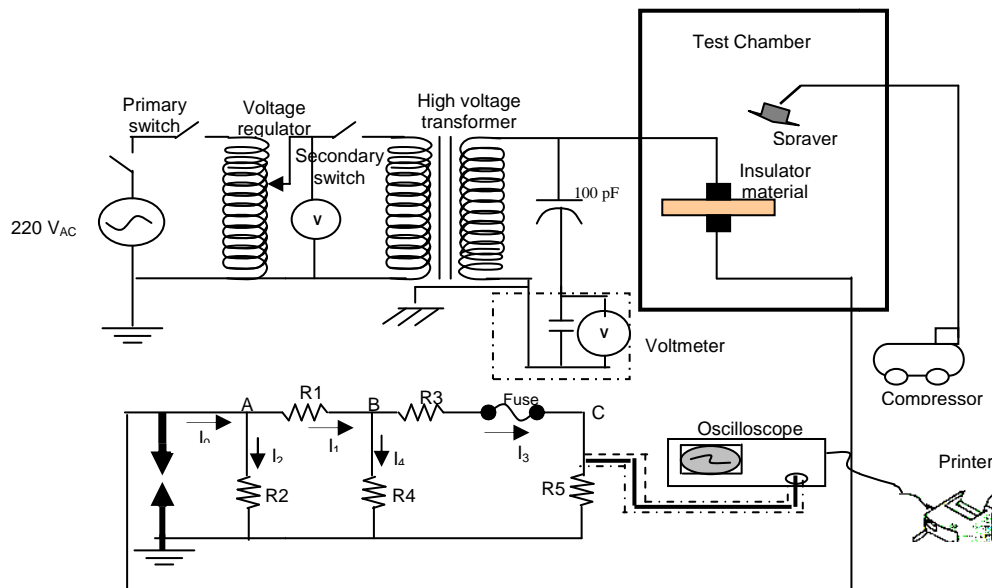 Test Chamber
Primary
switch
Voltage
regulator
High voltage
transformer
Secondary
switch
Sprayer
Insulator
material
100 pF
220 VAC
V
V
Voltmeter
Compressor
A
R1
B
R3
Fuse
C
I0
I1
I2
I3
I4
R2
R4
R5
Oscilloscope
Printer